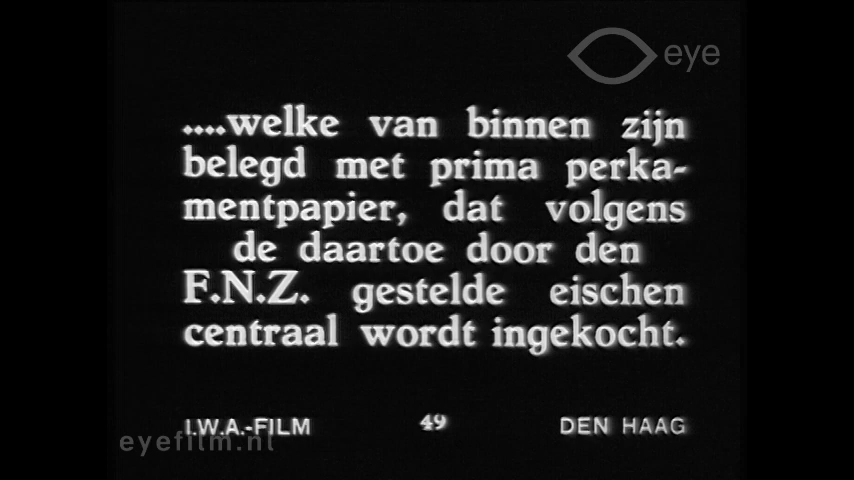 eye
....welke van binnen zijn
belegd met prima perka-
mentpapier, dat volgens
de daartoe door den
F.N.Z. gestelde eischen
centraal wordt ingekocht.
I.W.A.-FILM 49 DEN HAAG
eyefilm.nl